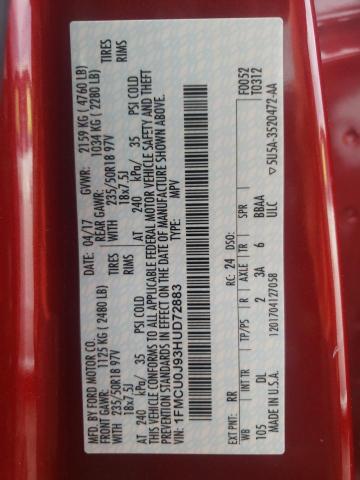 MFD. BY FORD MOTOR CO.
DATE: 04/17 GVWR: 2159 KG ( 4760 LB)
FRONT GAWR: 1125 KG ( 2480 LB) REAR GAWR: 1034 KG ( 2280 LB)
WITH TIRES WITH TIRES
235/50R18 97V RIMS 235/50R18 97V RIMS
18x7.5J 18x7.5J
AT 240 kPa/ 35 PSI COLD AT 240 kPa/ 35 PSI COLD
THIS VEHICLE CONFORMS TO ALL APPLICABLE FEDERAL MOTOR VEHICLE SAFETY AND THEFT
PREVENTION STANDARDS IN EFFECT ON THE DATE OF MANUFACTURE SHOWN ABOVE.
VIN: 1FMCU0J93HUD72883
TYPE: MPV
F0052
T0312
EXT PNT: RR RC: 24 DSO:
WB INT TR TP/PS R AXLE TR SPR
105 DL 2 3A 6 BBAA
MADE IN U.S.A. ULC
1201704127058
▽ 5U5A-3520472-AA